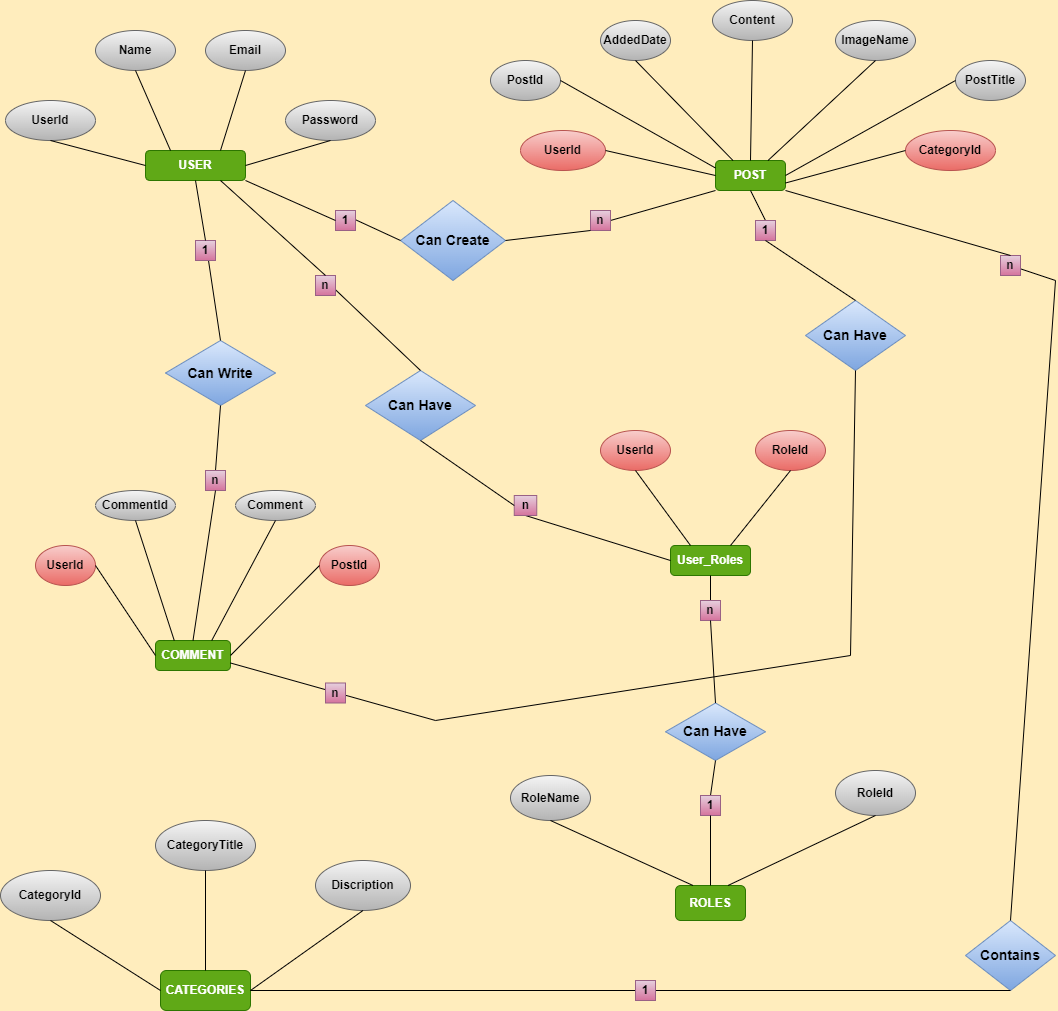 Content
Name
Email
AddedDate
ImageName
PostId
PostTitle
UserId
Password
UserId
CategoryId
USER
POST
1
n
1
Can Create
1
n
n
Can Have
Can Write
Can Have
UserId
RoleId
n
CommentId
Comment
n
UserId
PostId
User_Roles
n
COMMENT
n
Can Have
RoleName
RoleId
1
CategoryTitle
Discription
CategoryId
ROLES
Contains
CATEGORIES
1